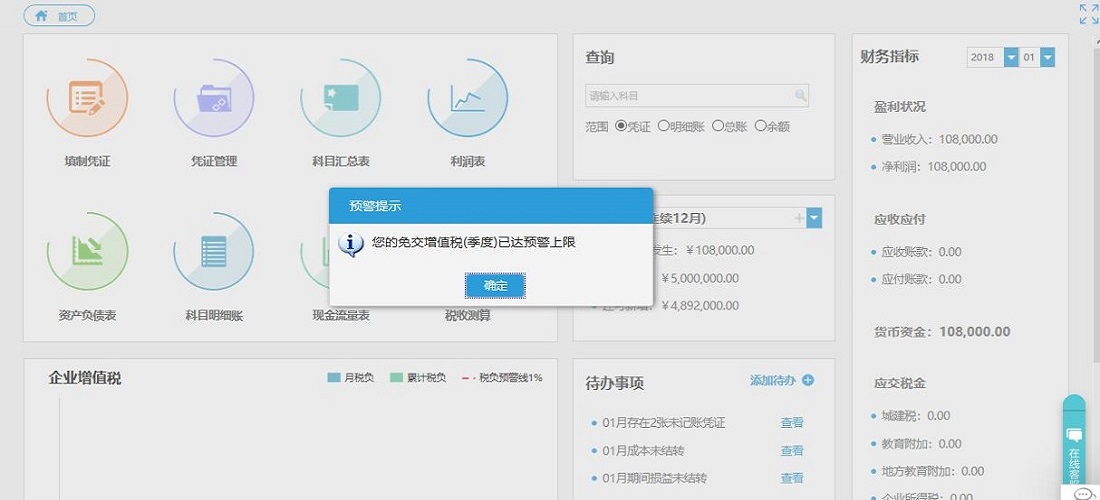 首页
填制凭证
凭证管理
科目汇总表
利润表
资产负债表
科目明细账
现金流量表
税收测算
查询
请输入科目
范围 凭证 明细账 总账 余额
续12月)
发生：￥108,000.00
￥5,000,000.00
￥4,892,000.00
预警提示
您的免交增值税(季度)已达预警上限
确定
企业增值税
月税负 累计税负 税负预警线1%
待办事项 添加待办
01月存在2张未记账凭证 查看
01月成本未结转 查看
01月期间损益未结转 查看
财务指标 2018 01
盈利状况
营业收入：108,000.00
净利润：108,000.00
应收应付
应收账款：0.00
应付账款：0.00
货币资金：108,000.00
应交税金
城建税：0.00
教育附加：0.00
地方教育附加：0.00
企业所得税：0.00
在线客服